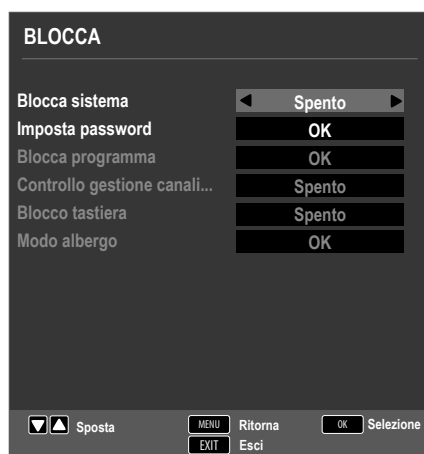 BLOCCA
Blocca sistema Spento
Imposta password OK
Blocca programma OK
Controllo gestione canali... Spento
Blocco tastiera Spento
Modo albergo OK
Sposta MENU Ritorna OK Selezione
EXIT Esci